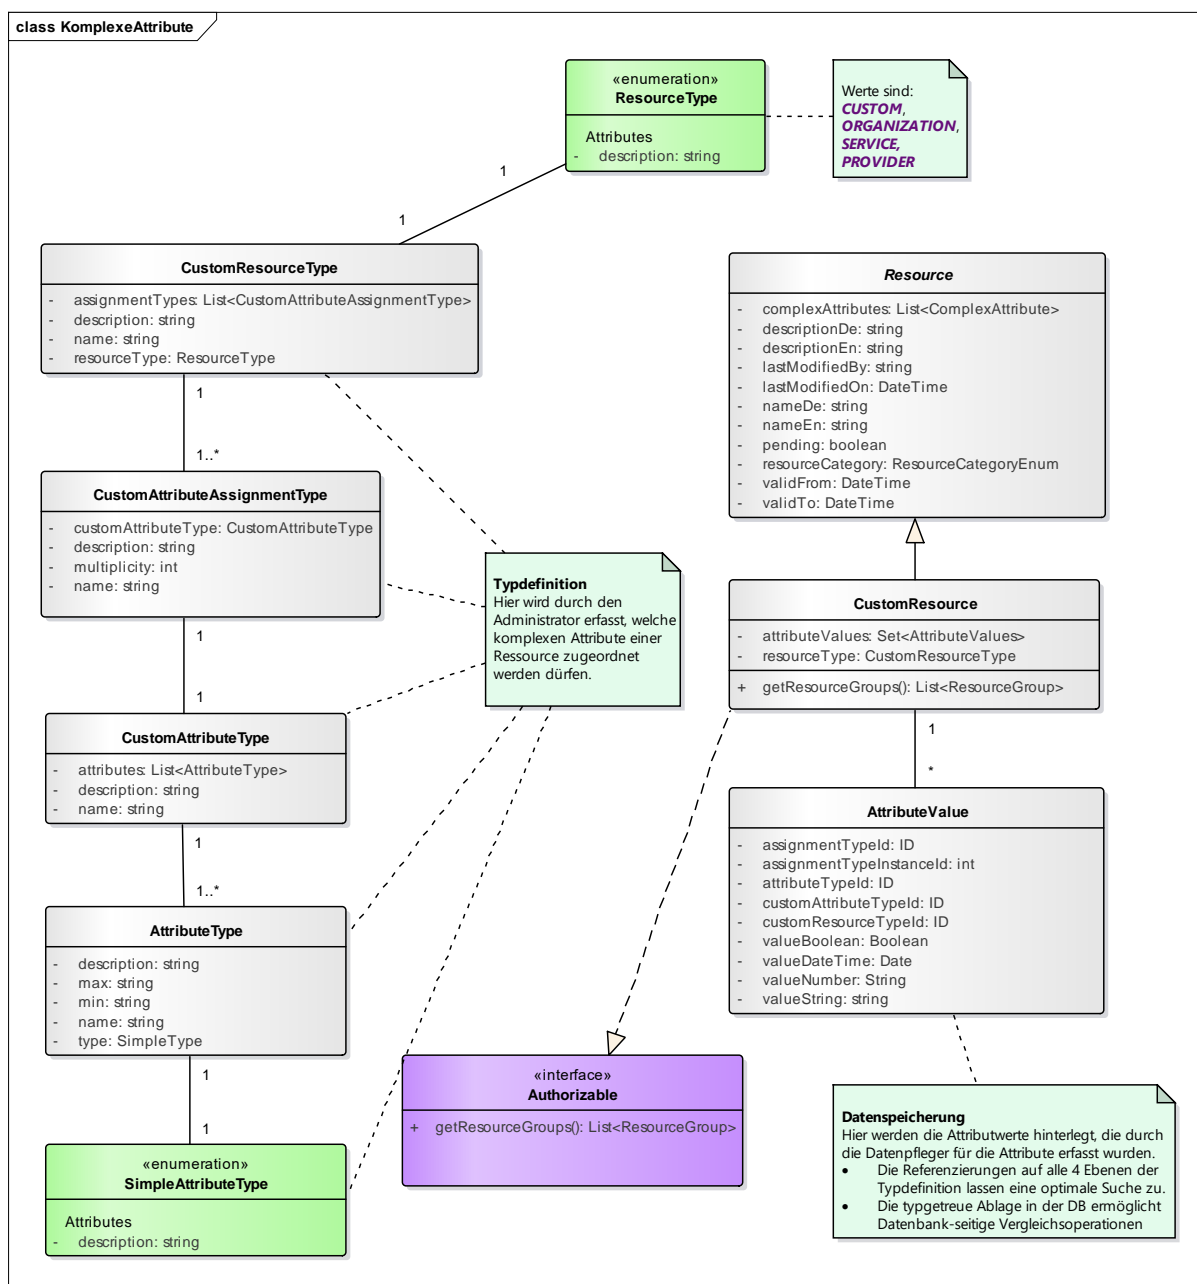 class KomplexeAttribute
«enumeration»
ResourceType
Attributes
- description: string
Werte sind:
CUSTOM,
ORGANIZATION,
SERVICE,
PROVIDER
1
1
CustomResourceType
- assignmentTypes: List<CustomAttributeAssignmentType>
- description: string
- name: string
- resourceType: ResourceType
1
1..*
CustomAttributeAssignmentType
- customAttributeType: CustomAttributeType
- description: string
- multiplicity: int
- name: string
1
1
CustomAttributeType
- attributes: List<AttributeType>
- description: string
- name: string
1
1..*
AttributeType
- description: string
- max: string
- min: string
- name: string
- type: SimpleType
1
1
«enumeration»
SimpleAttributeType
Attributes
- description: string
Typdefinition
Hier wird durch den
Administrator erfasst, welche
komplexen Attribute einer
Ressource zugeordnet
werden dürfen.
Resource
- complexAttributes: List<ComplexAttribute>
- descriptionDe: string
- descriptionEn: string
- lastModifiedBy: string
- lastModifiedOn: DateTime
- nameDe: string
- nameEn: string
- pending: boolean
- resourceCategory: ResourceCategoryEnum
- validFrom: DateTime
- validTo: DateTime
CustomResource
- attributeValues: Set<AttributeValues>
- resourceType: CustomResourceType
+ getResourceGroups(): List<ResourceGroup>
1
*
AttributeValue
- assignmentTypeId: ID
- assignmentTypeInstanceId: int
- attributeTypeId: ID
- customAttributeTypeId: ID
- customResourceTypeId: ID
- valueBoolean: Boolean
- valueDateTime: Date
- valueNumber: String
- valueString: string
«interface»
Authorizable
+ getResourceGroups(): List<ResourceGroup>
Datenspeicherung
Hier werden die Attributwerte hinterlegt, die durch
die Datenpfleger für die Attribute erfasst wurden.
• Die Referenzierungen auf alle 4 Ebenen der
Typdefinition lassen eine optimale Suche zu.
• Die typgetreue Ablage in der DB ermöglicht
Datenbank-seitige Vergleichsoperationen